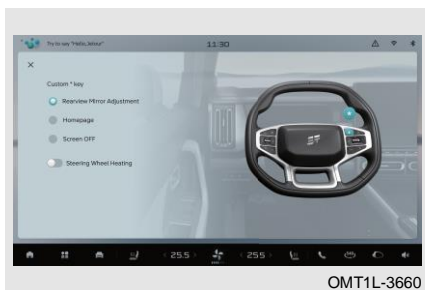 Try to say "Hello, Jetour"
11:30
Custom * key
Rearview Mirror Adjustment
Homepage
Screen OFF
Steering Wheel Heating
25.5
25.5
OMT1L-3660